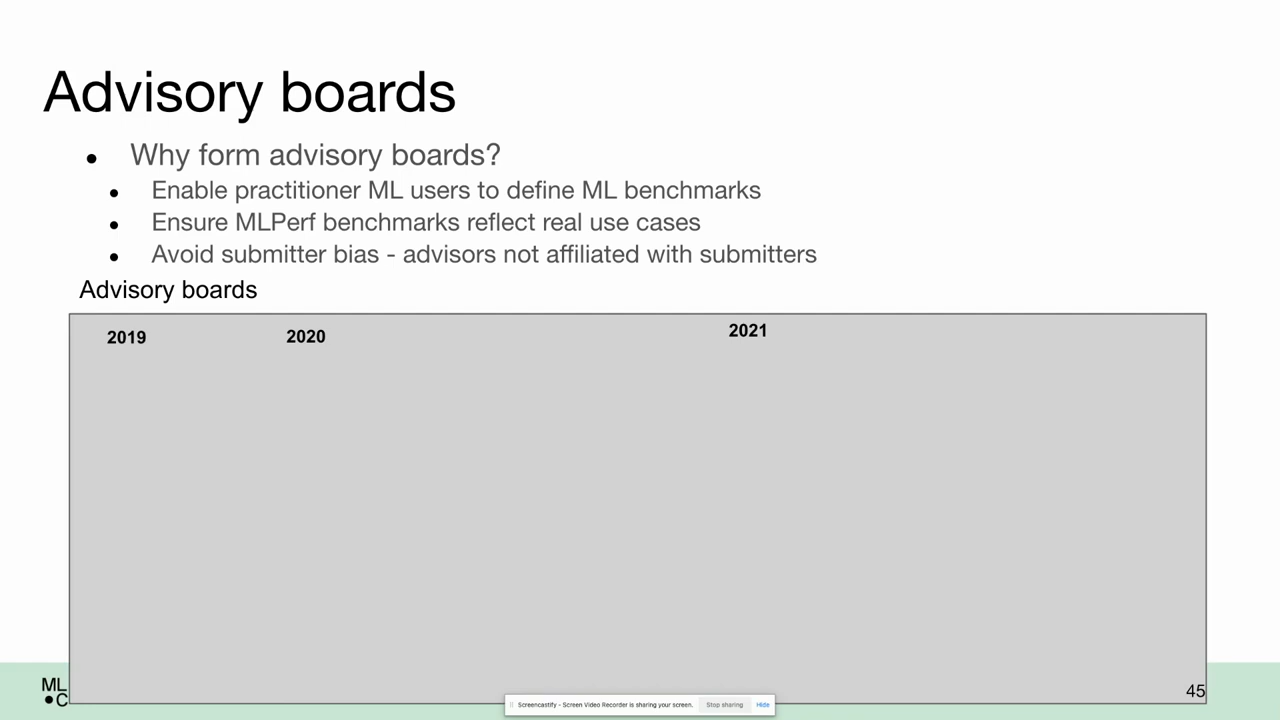 Advisory boards
● Why form advisory boards?
● Enable practitioner ML users to define ML benchmarks
● Ensure MLPerf benchmarks reflect real use cases
● Avoid submitter bias - advisors not affiliated with submitters
Advisory boards
2019 2020 2021
ML
●C
45
Screencastify - Screen Video Recorder is sharing your screen. Stop sharing Hide